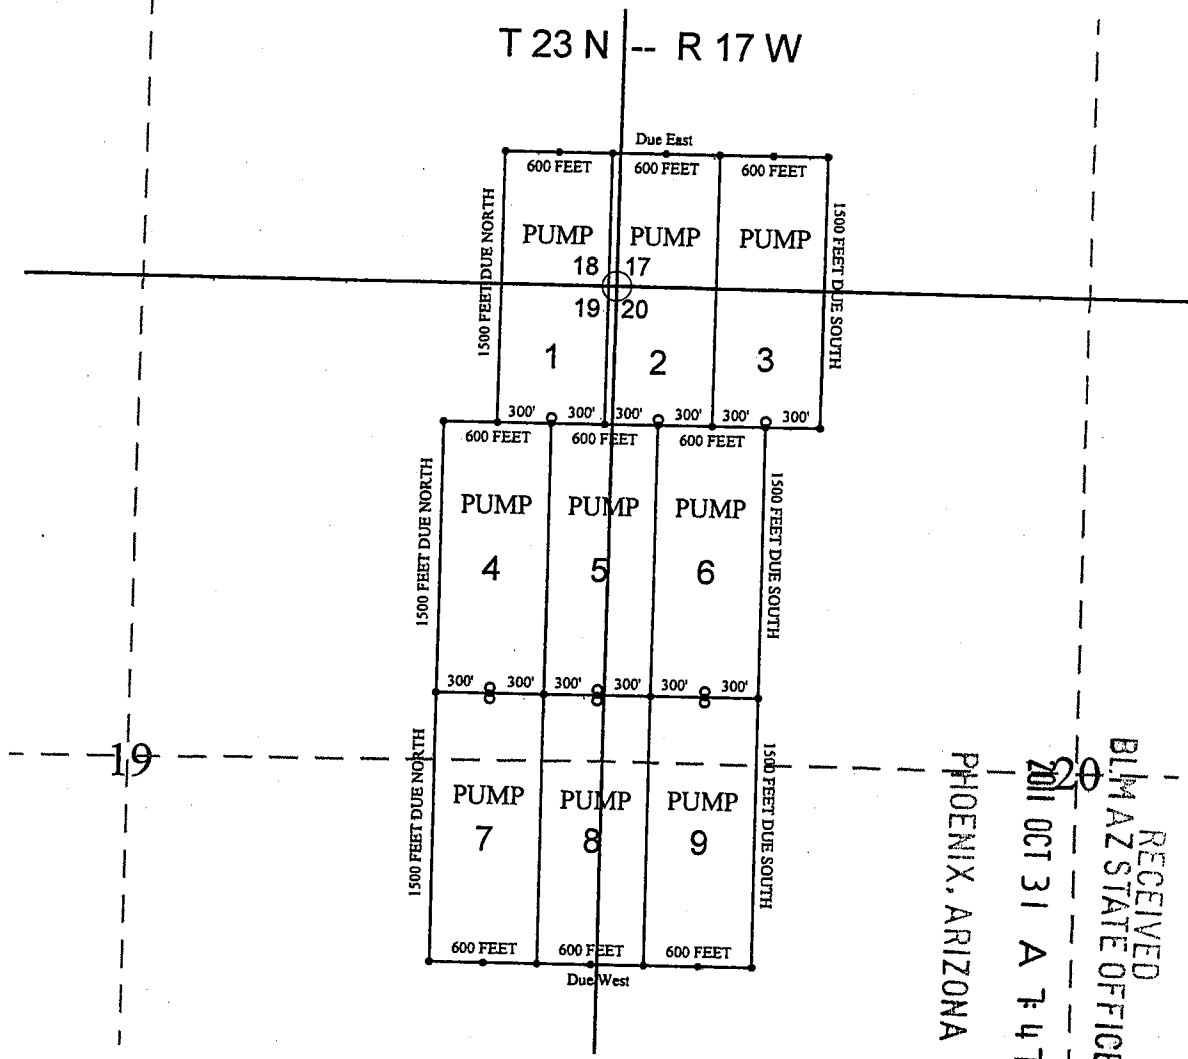 T 23 N -- R 17 W
Due East
600 FEET 600 FEET 600 FEET
1500 FEET DUE NORTH
PUMP PUMP PUMP
1500 FEET DUE SOUTH
18 17
19 20
1 2 3
300' 300' 300' 300' 300' 300'
600 FEET 600 FEET 600 FEET
1500 FEET DUE NORTH
PUMP PUMP PUMP
1500 FEET DUE SOUTH
4 5 6
300' 300' 300' 300' 300' 300'
19
20
1500 FEET DUE NORTH
PUMP PUMP PUMP
1500 FEET DUE SOUTH
7 8 9
600 FEET 600 FEET 600 FEET
Due West
RECEIVED
BLM AZ STATE OFFICE
2011 OCT 31 A 7:47
PHOENIX, ARIZONA